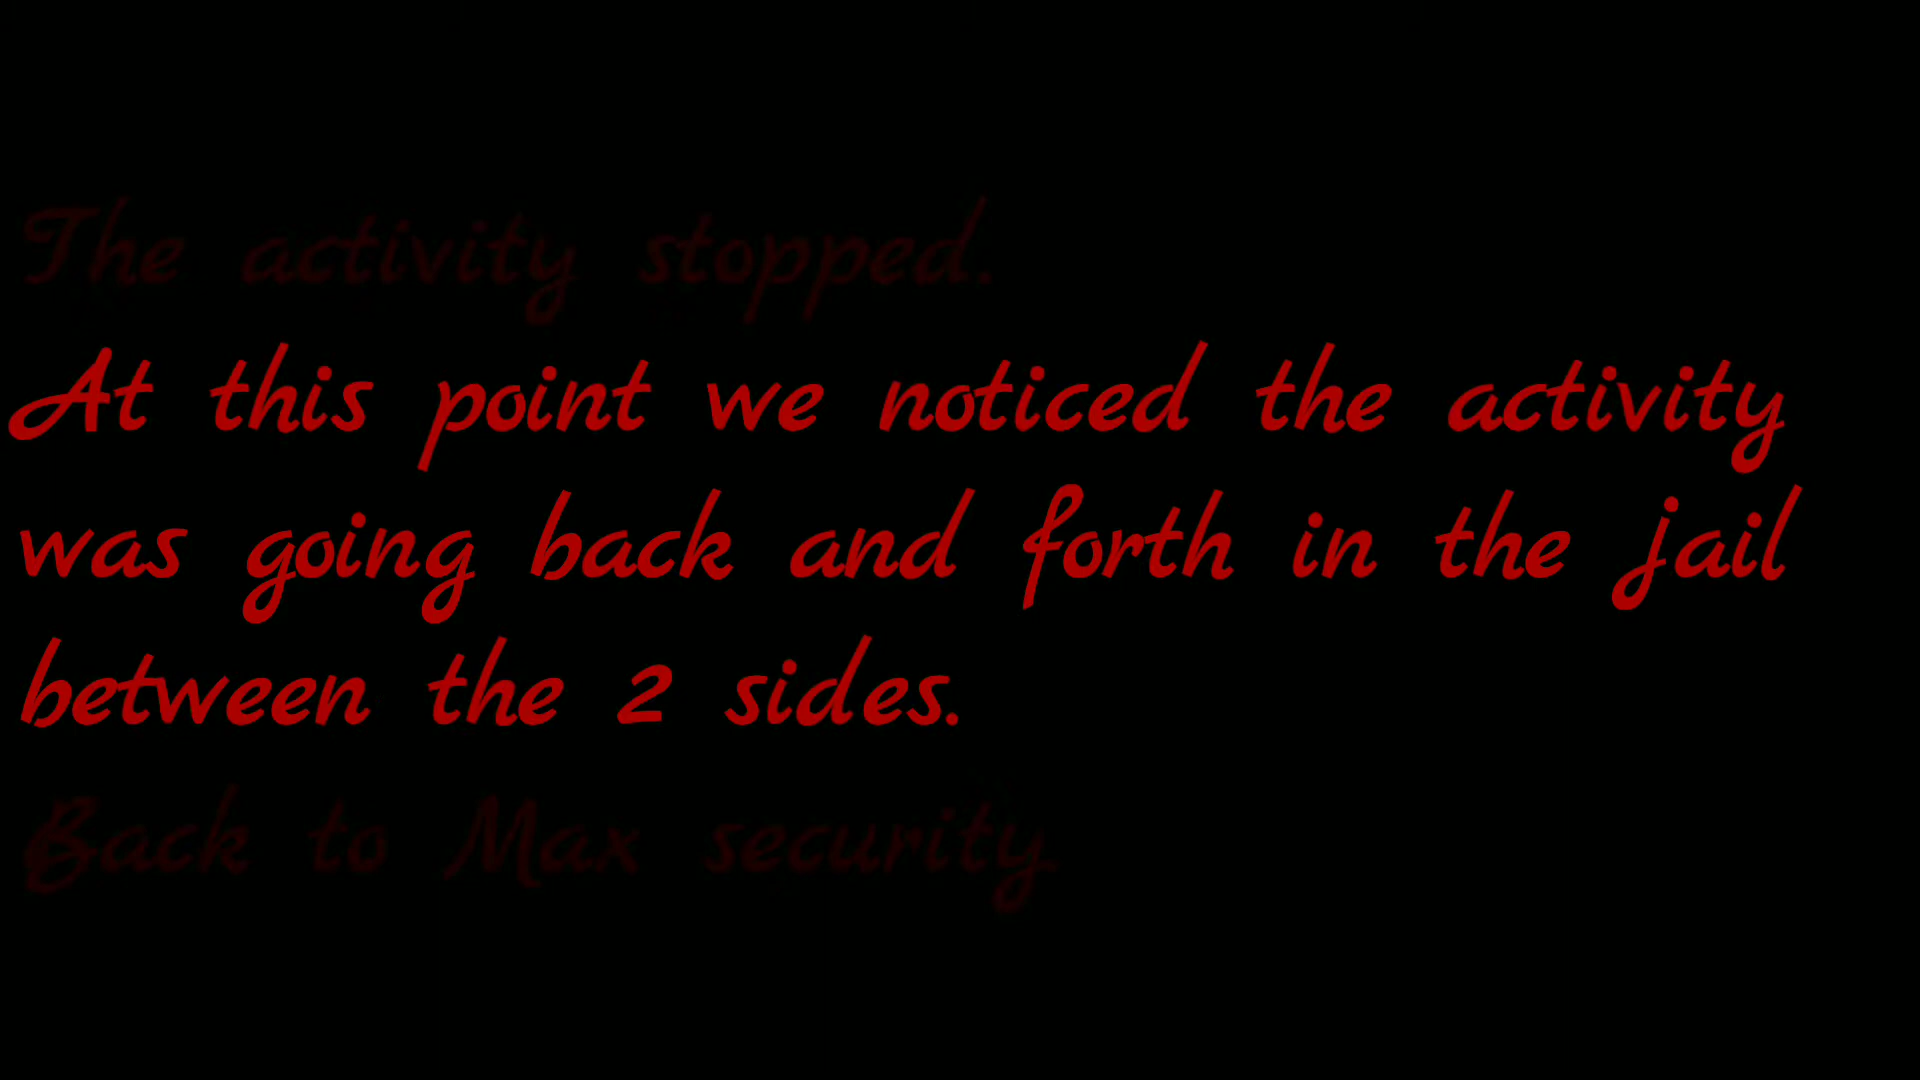 The activity stopped.
At this point we noticed the activity
was going back and forth in the jail
between the 2 sides.
Back to Max security